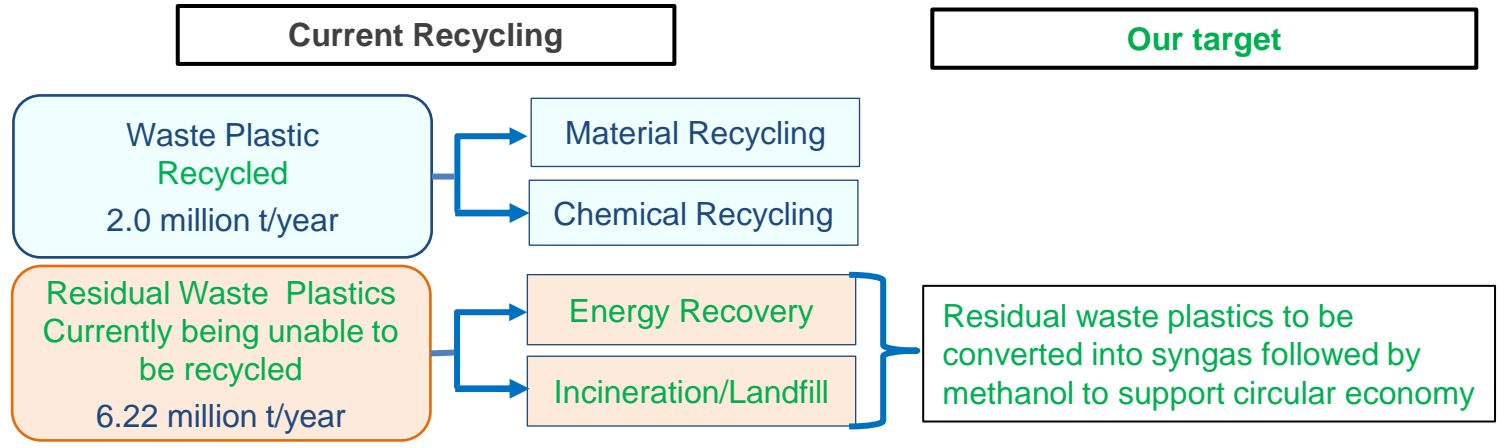 Current Recycling
Our target
Waste Plastic
Recycled
2.0 million t/year
Material Recycling
Chemical Recycling
Residual Waste Plastics
Currently being unable to
be recycled
6.22 million t/year
Energy Recovery
Incineration/Landfill
Residual waste plastics to be
converted into syngas followed by
methanol to support circular economy